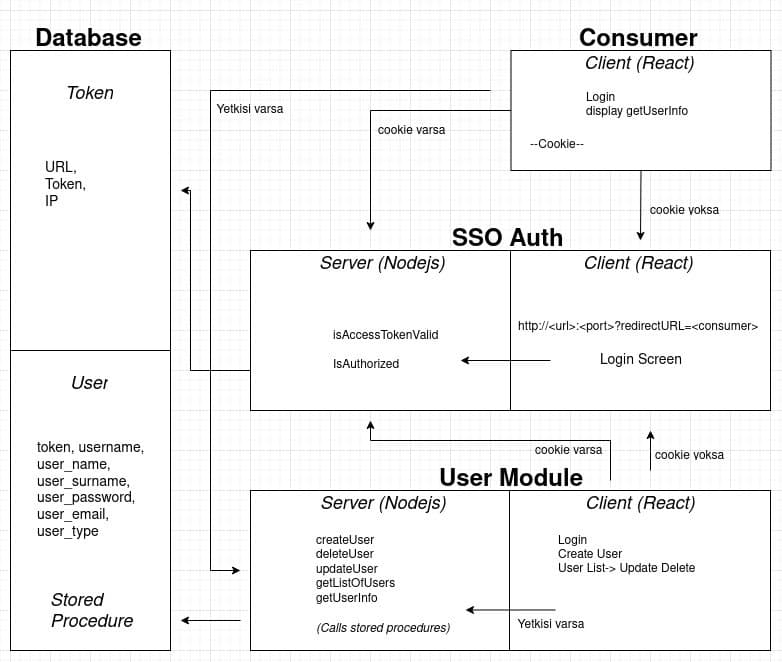 Database
Token
URL,
Token,
IP
User
token, username,
user_name,
user_surname,
user_password,
user_email,
user_type
Stored
Procedure
Consumer
Client (React)
Login
display getUserInfo
--Cookie--
Yetkisi varsa
cookie varsa
cookie yoksa
SSO Auth
Server (Nodejs)
isAccessTokenValid
IsAuthorized
Client (React)
http://<url>:<port>?redirectURL=<consumer>
Login Screen
cookie varsa
cookie yoksa
User Module
Server (Nodejs)
createUser
deleteUser
updateUser
getListOfUsers
getUserInfo
(Calls stored procedures)
Client (React)
Login
Create User
User List-> Update Delete
Yetkisi varsa